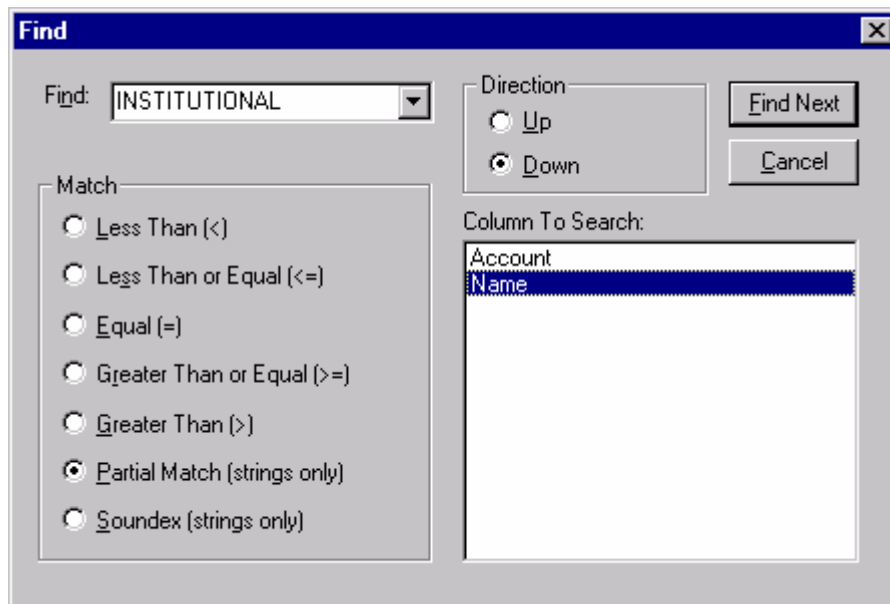 Find
Find:
INSTITUTIONAL
Direction
Up
Down
Find Next
Cancel
Match
Less Than (<)
Less Than or Equal (<=)
Equal (=)
Greater Than or Equal (>=)
Greater Than (>)
Partial Match (strings only)
Soundex (strings only)
Column To Search:
Account
Name